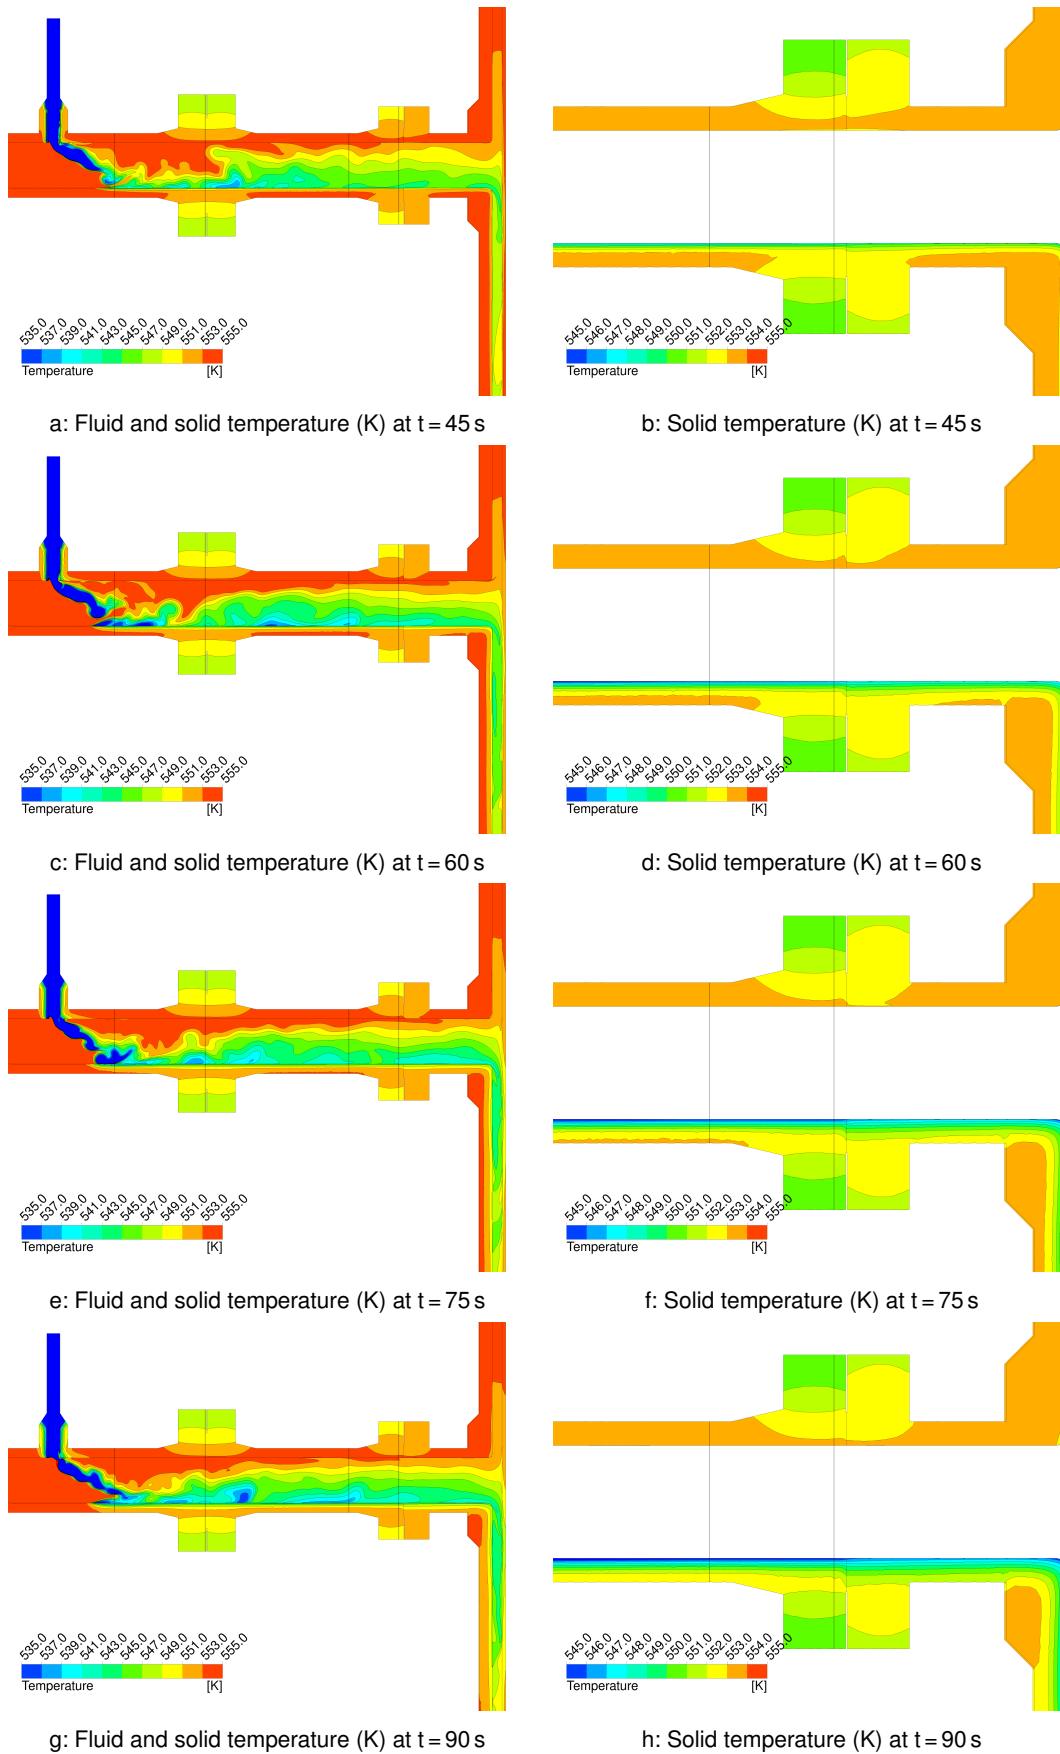 535.0 537.0 539.0 541.0 543.0 545.0 547.0 549.0 551.0 553.0 555.0
Temperature [K]
545.0 546.0 547.0 548.0 549.0 550.0 551.0 552.0 553.0 554.0 555.0
Temperature [K]
a: Fluid and solid temperature (K) at t = 45 s
b: Solid temperature (K) at t = 45 s
535.0 537.0 539.0 541.0 543.0 545.0 547.0 549.0 551.0 553.0 555.0
Temperature [K]
545.0 546.0 547.0 548.0 549.0 550.0 551.0 552.0 553.0 554.0 555.0
Temperature [K]
c: Fluid and solid temperature (K) at t = 60 s
d: Solid temperature (K) at t = 60 s
535.0 537.0 539.0 541.0 543.0 545.0 547.0 549.0 551.0 553.0 555.0
Temperature [K]
545.0 546.0 547.0 548.0 549.0 550.0 551.0 552.0 553.0 554.0 555.0
Temperature [K]
e: Fluid and solid temperature (K) at t = 75 s
f: Solid temperature (K) at t = 75 s
535.0 537.0 539.0 541.0 543.0 545.0 547.0 549.0 551.0 553.0 555.0
Temperature [K]
545.0 546.0 547.0 548.0 549.0 550.0 551.0 552.0 553.0 554.0 555.0
Temperature [K]
g: Fluid and solid temperature (K) at t = 90 s
h: Solid temperature (K) at t = 90 s